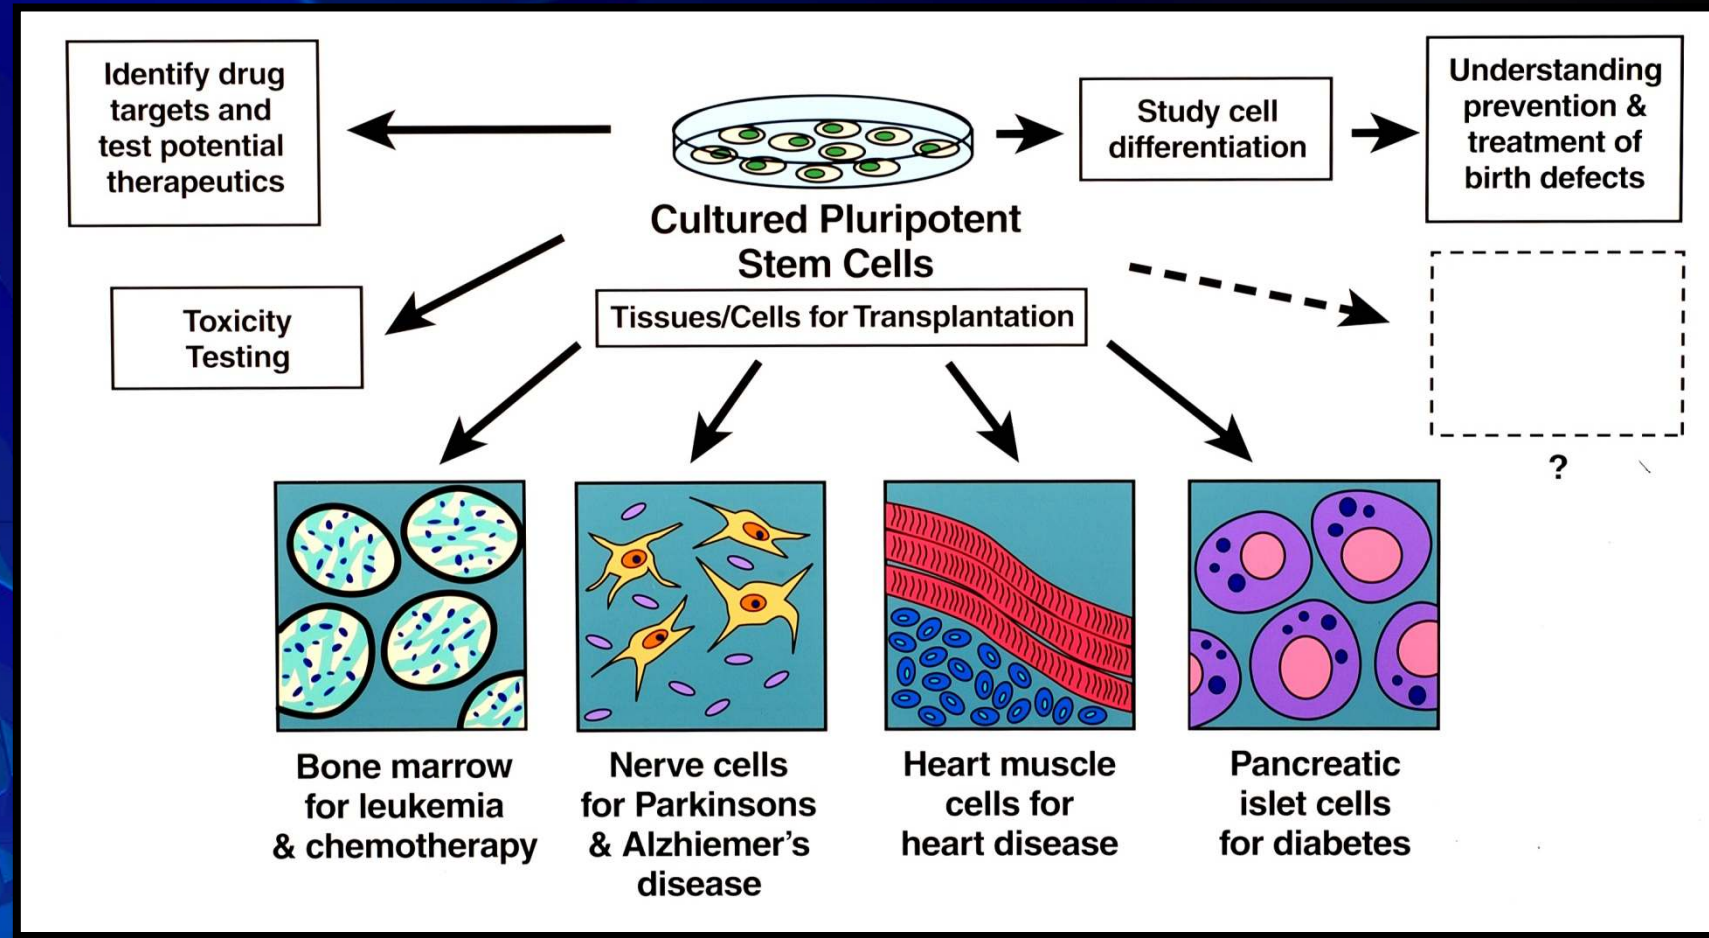 Identify drug
targets and
test potential
therapeutics
Cultured Pluripotent
Stem Cells
Study cell
differentiation
Understanding
prevention &
treatment of
birth defects
Toxicity
Testing
Tissues/Cells for Transplantation
?
Bone marrow
for leukemia
& chemotherapy
Nerve cells
for Parkinsons
& Alzhiemer's
disease
Heart muscle
cells for
heart disease
Pancreatic
islet cells
for diabetes